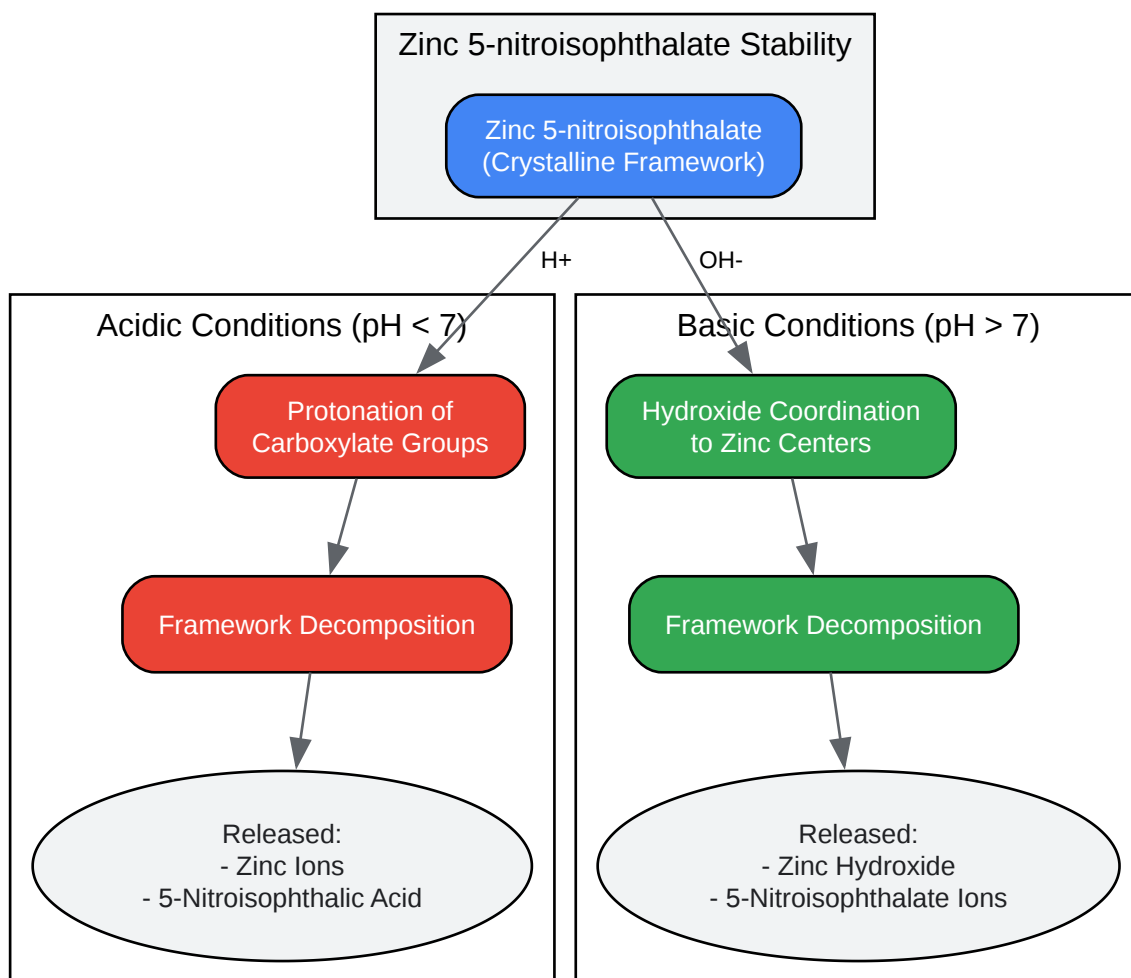 Zinc 5-nitroisophthalate Stability
Zinc 5-nitroisophthalate
(Crystalline Framework)
H+
OH-
Acidic Conditions (pH < 7)
Protonation of
Carboxylate Groups
Framework Decomposition
Released:
- Zinc Ions
- 5-Nitroisophthalic Acid
Basic Conditions (pH > 7)
Hydroxide Coordination
to Zinc Centers
Framework Decomposition
Released:
- Zinc Hydroxide
- 5-Nitroisophthalate Ions